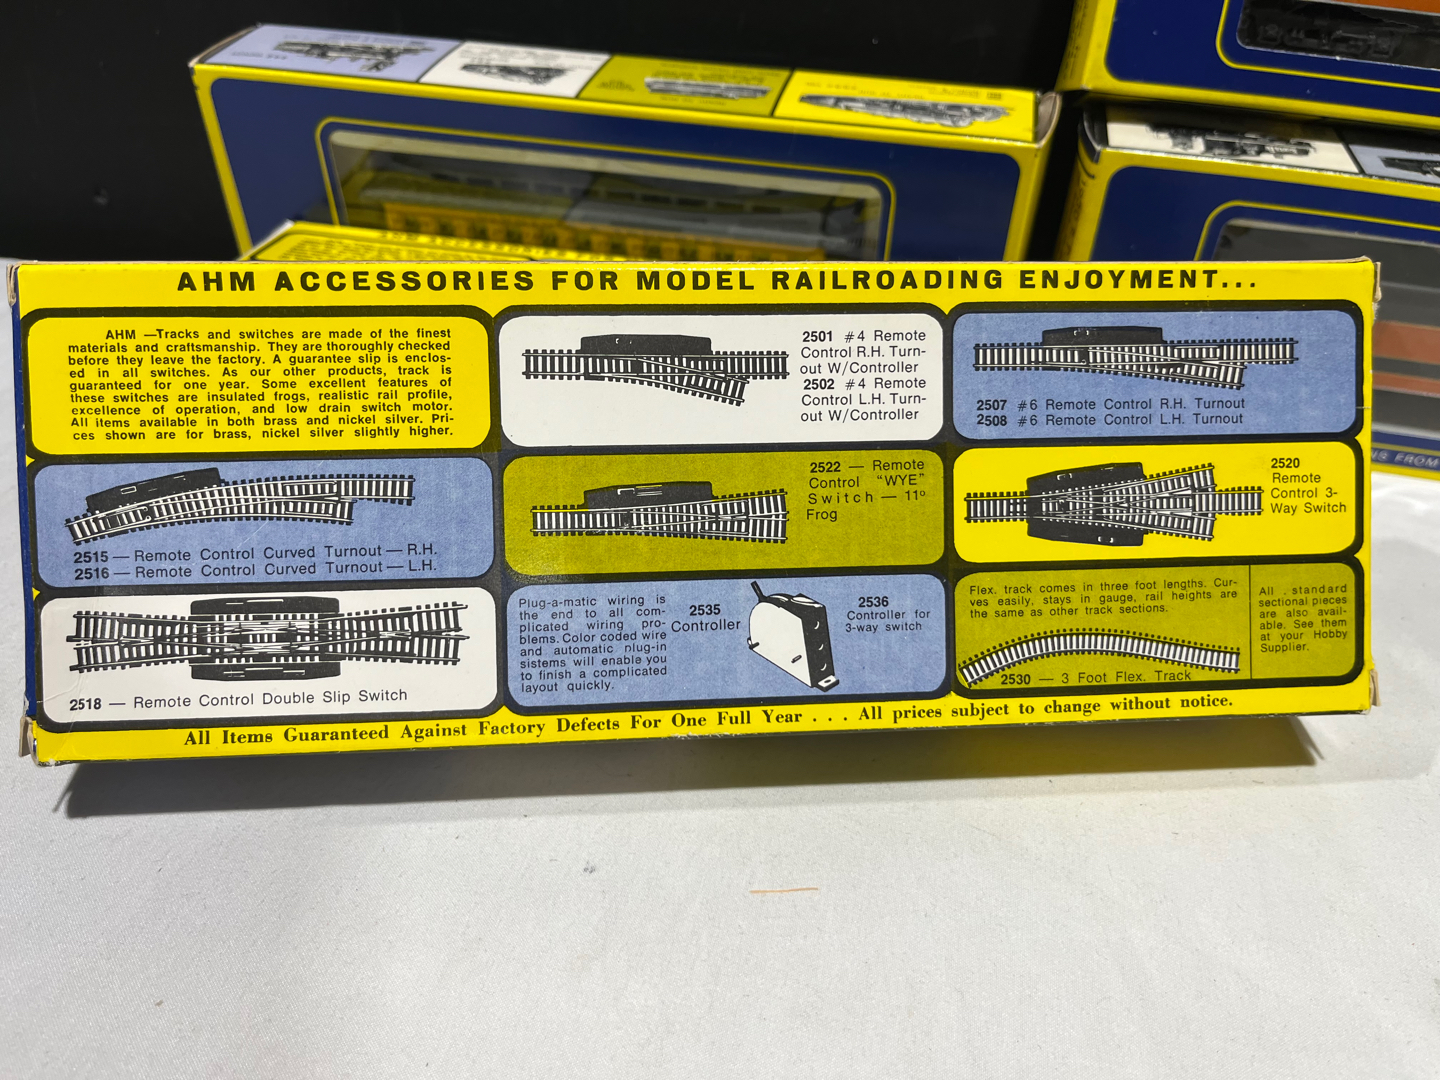 AHM ACCESSORIES FOR MODEL RAILROADING ENJOYMENT...
AHM —Tracks and switches are made of the finest
materials and craftsmanship. They are thoroughly checked
before they leave the factory. A guarantee slip is enclos-
ed in all switches. As our other products, track is
guaranteed for one year. Some excellent features of
these switches are insulated frogs, realistic rail profile,
excellence of operation, and low drain switch motor.
All items available in both brass and nickel silver. Pri-
ces shown are for brass, nickel silver slightly higher.
2501 #4 Remote
Control R.H. Turn-
out W/Controller
2502 #4 Remote
Control L.H. Turn-
out W/Controller
2507 #6 Remote Control R.H. Turnout
2508 #6 Remote Control L.H. Turnout
2515 — Remote Control Curved Turnout — R.H.
2516 — Remote Control Curved Turnout — L.H.
2522 — Remote
Control "WYE"
Switch — 11º
Frog
2520
Remote
Control 3-
Way Switch
2518 — Remote Control Double Slip Switch
Plug-a-matic wiring is
the end to all com-
plicated wiring pro-
blems. Color coded wire
and automatic plug-in
sistems will enable you
to finish a complicated
layout quickly.
2535
Controller
2536
Controller for
3-way switch
Flex. track comes in three foot lengths. Cur-
ves easily, stays in gauge, rail heights are
the same as other track sections.
2530 — 3 Foot Flex. Track
All . standard
sectional pieces
are also avail-
able. See them
at your Hobby
Supplier.
All Items Guaranteed Against Factory Defects For One Full Year . . . All prices subject to change without notice.
FROM